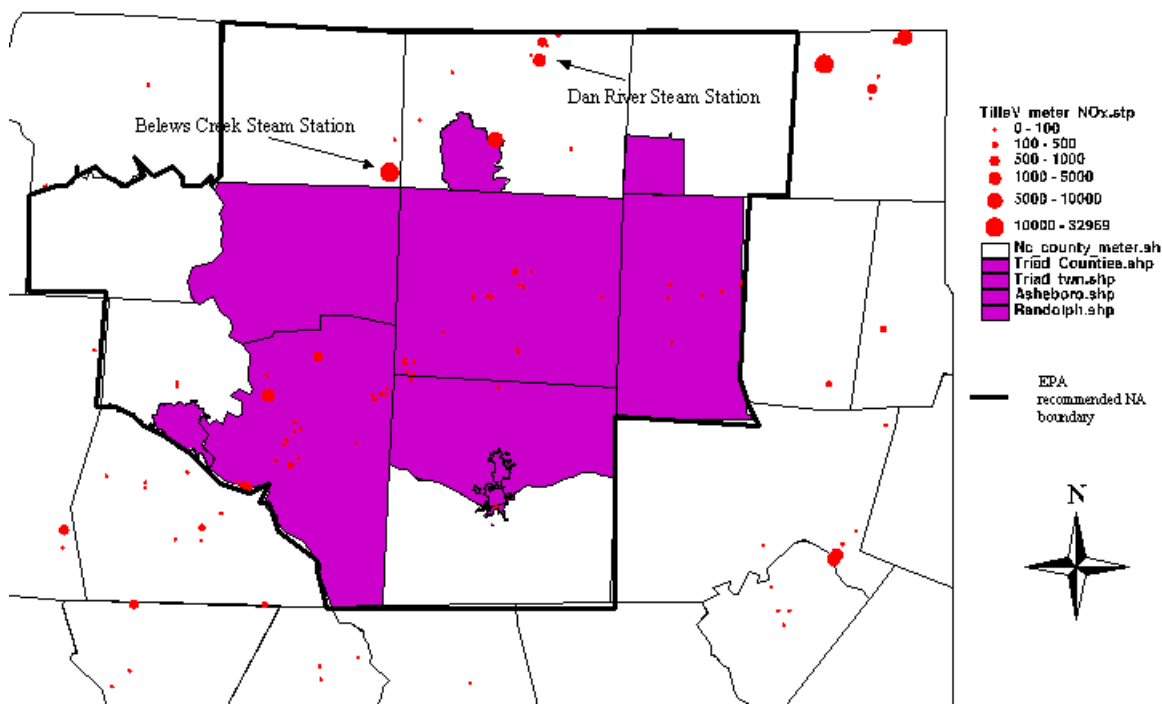 Dan River Steam Station
Belews Creek Steam Station
TitleV_meter_NOx.stp
0 - 100
100 - 500
500 - 1000
1000 - 5000
5000 - 10000
10000 - 32969
Nc_county_meter.sh
Triad_Counties.shp
Triad_twn.shp
Asheboro.shp
Randolph.shp
EPA
recommended NA
boundary
N